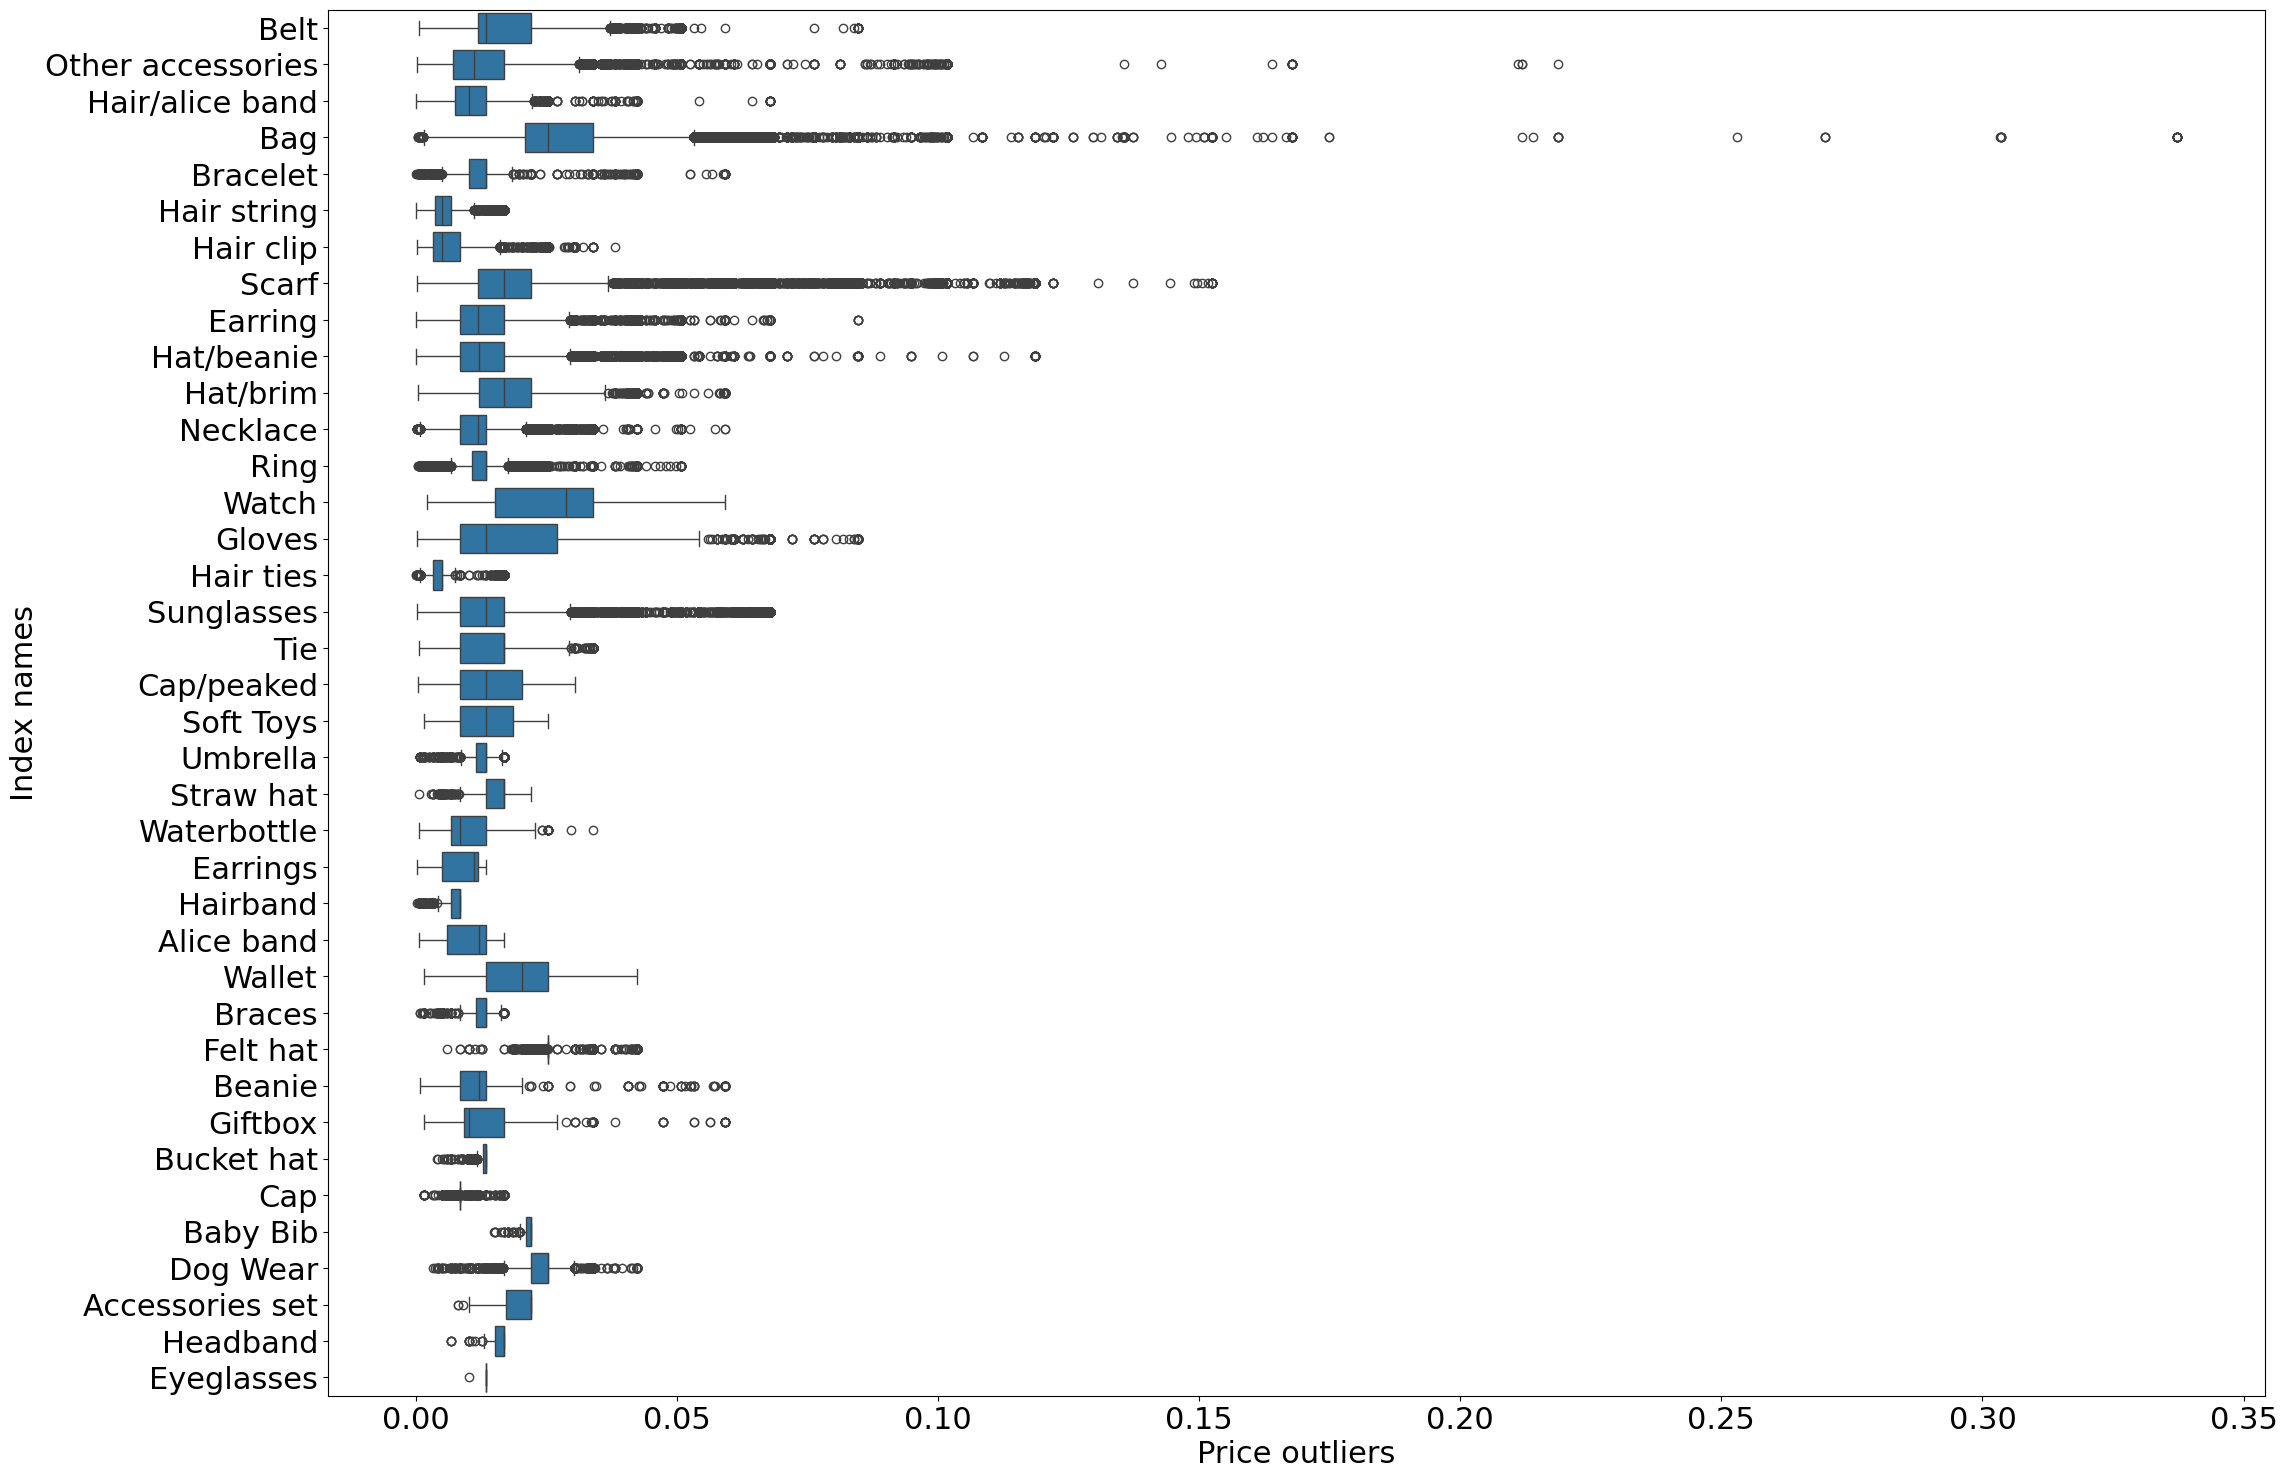 Belt
Other accessories
Hair/alice band
Bag
Bracelet
Hair string
Hair clip
Scarf
Earring
Hat/beanie
Hat/brim
Necklace
Ring
Watch
Gloves
Hair ties
Sunglasses
Tie
Cap/peaked
Soft Toys
Umbrella
Straw hat
Waterbottle
Earrings
Hairband
Alice band
Wallet
Braces
Felt hat
Beanie
Giftbox
Bucket hat
Cap
Baby Bib
Dog Wear
Accessories set
Headband
Eyeglasses
Index names
0.00 0.05 0.10 0.15 0.20 0.25 0.30 0.35
Price outliers